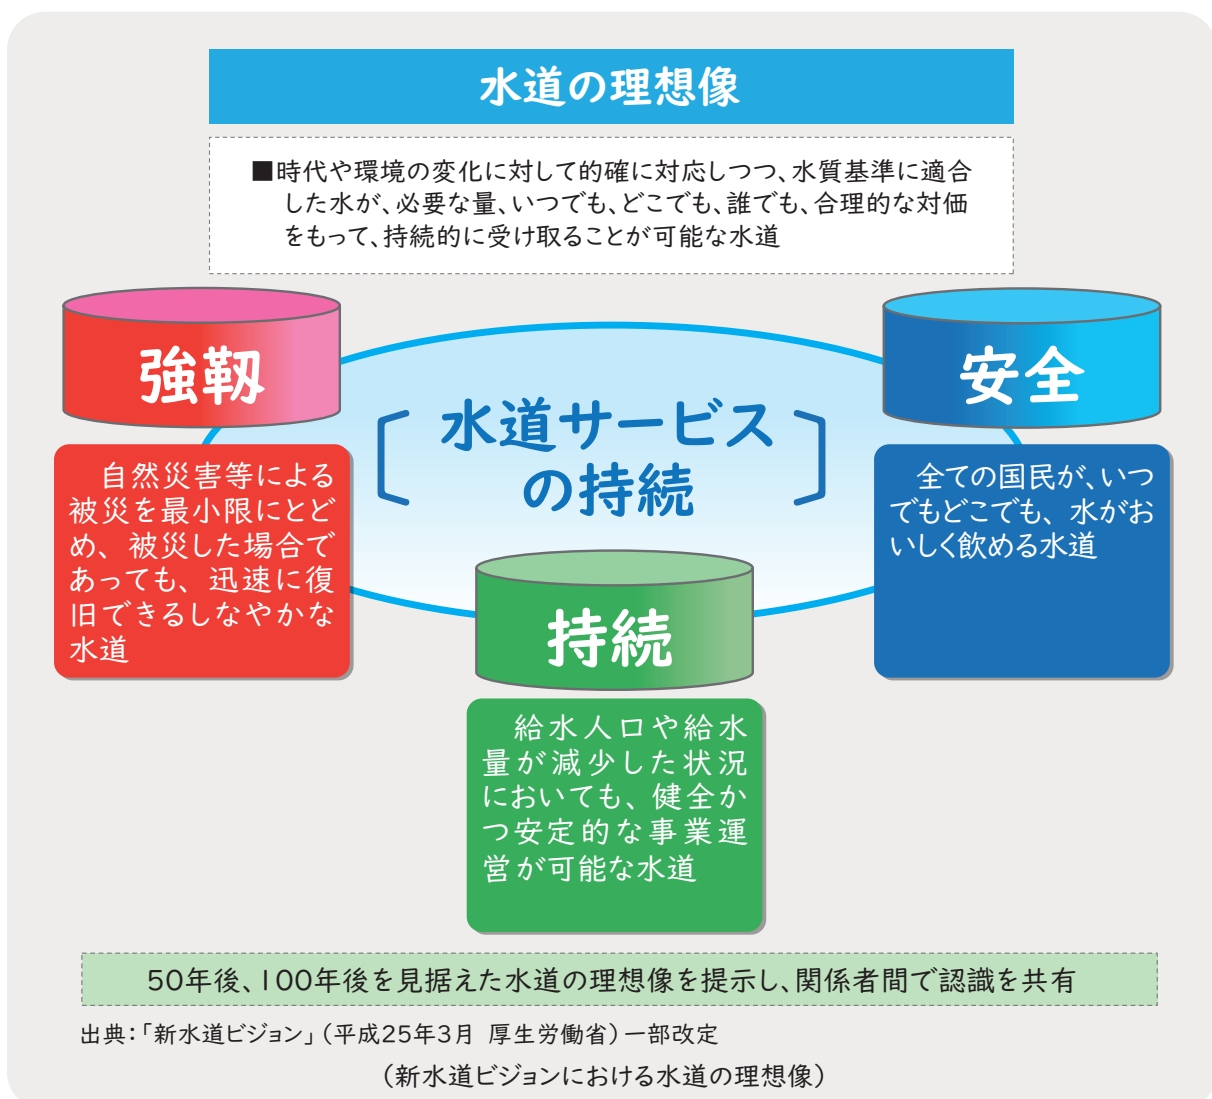 水道の理想像
■時代や環境の変化に対して的確に対応しつつ、水質基準に適合
した水が、必要な量、いつでも、どこでも、誰でも、合理的な対価
をもって、持続的に受け取ることが可能な水道
強靱
安全
水道サービス
の持続
自然災害等による
被災を最小限にとど
め、被災した場合で
あっても、迅速に復
旧できるしなやかな
水道
全ての国民が、いつ
でもどこでも、水がお
いしく飲める水道
持続
給水人口や給水
量が減少した状況
においても、健全か
つ安定的な事業運
営が可能な水道
50年後、100年後を見据えた水道の理想像を提示し、関係者間で認識を共有
出典：「新水道ビジョン」（平成25年3月 厚生労働省）一部改定
（新水道ビジョンにおける水道の理想像）